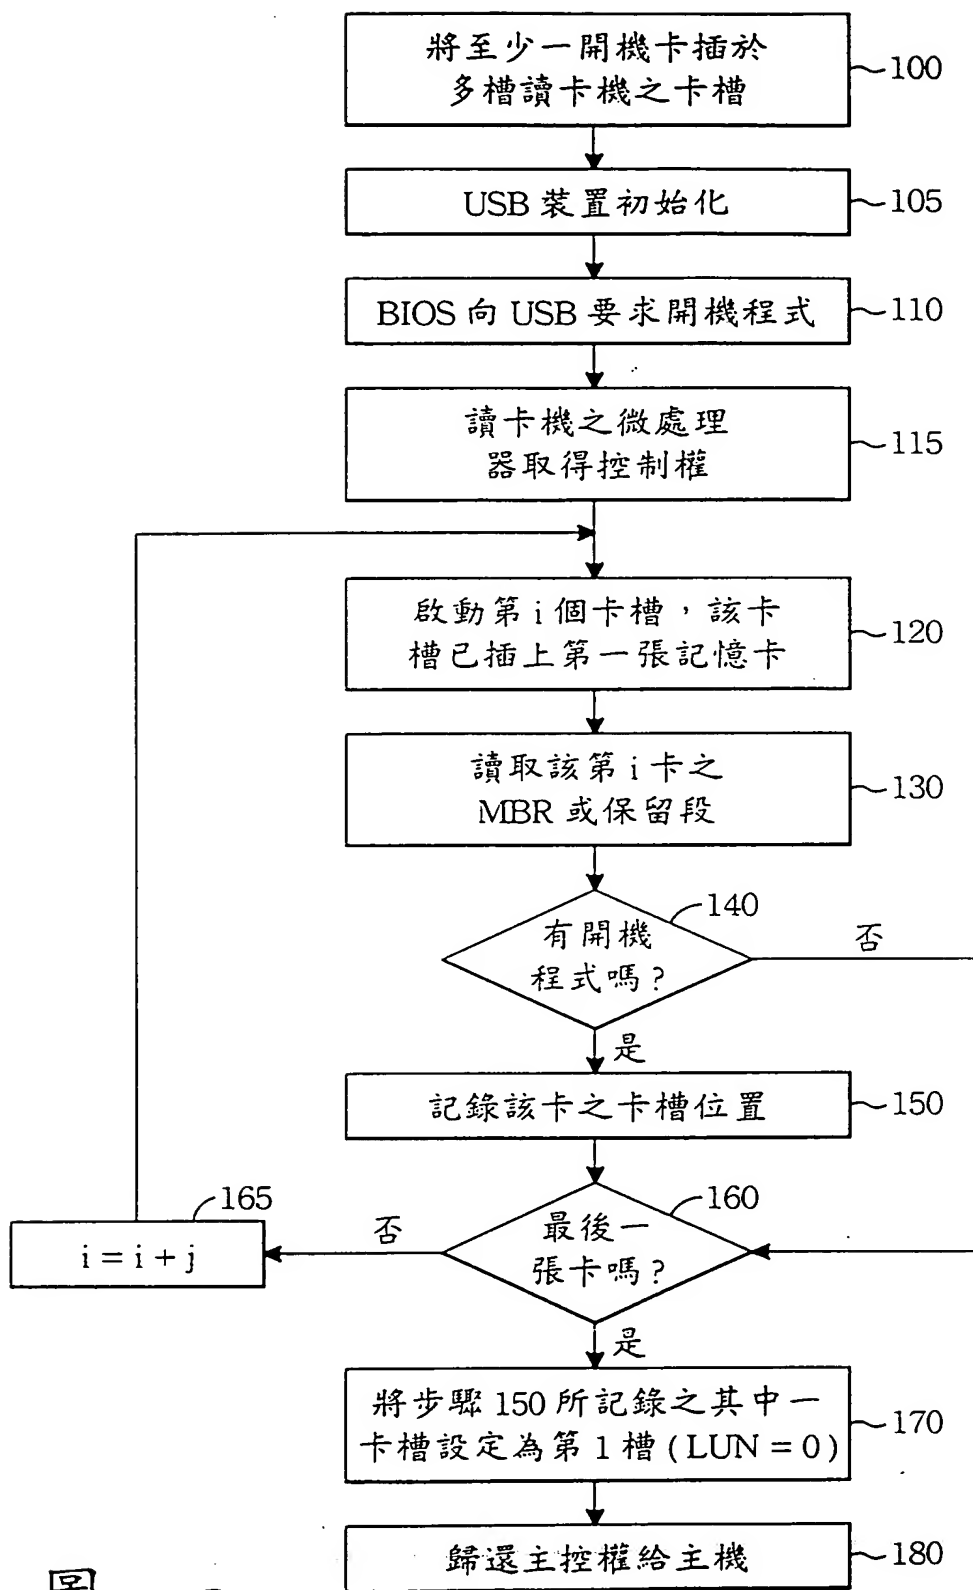 將至少一開機卡插於
多槽讀卡機之卡槽
100
USB 裝置初始化
105
BIOS 向 USB 要求開機程式
110
讀卡機之微處理
器取得控制權
115
啟動第 i 個卡槽，該卡
槽已插上第一張記憶卡
120
讀取該第 i 卡之
MBR 或保留段
130
140
有開機
程式嗎？
否
是
記錄該卡之卡槽位置
150
160
最後一
張卡嗎？
否
165
i = i + j
是
將步驟 150 所記錄之其中一
卡槽設定為第 1 槽 (LUN = 0)
170
歸還主控權給主機
180
圖